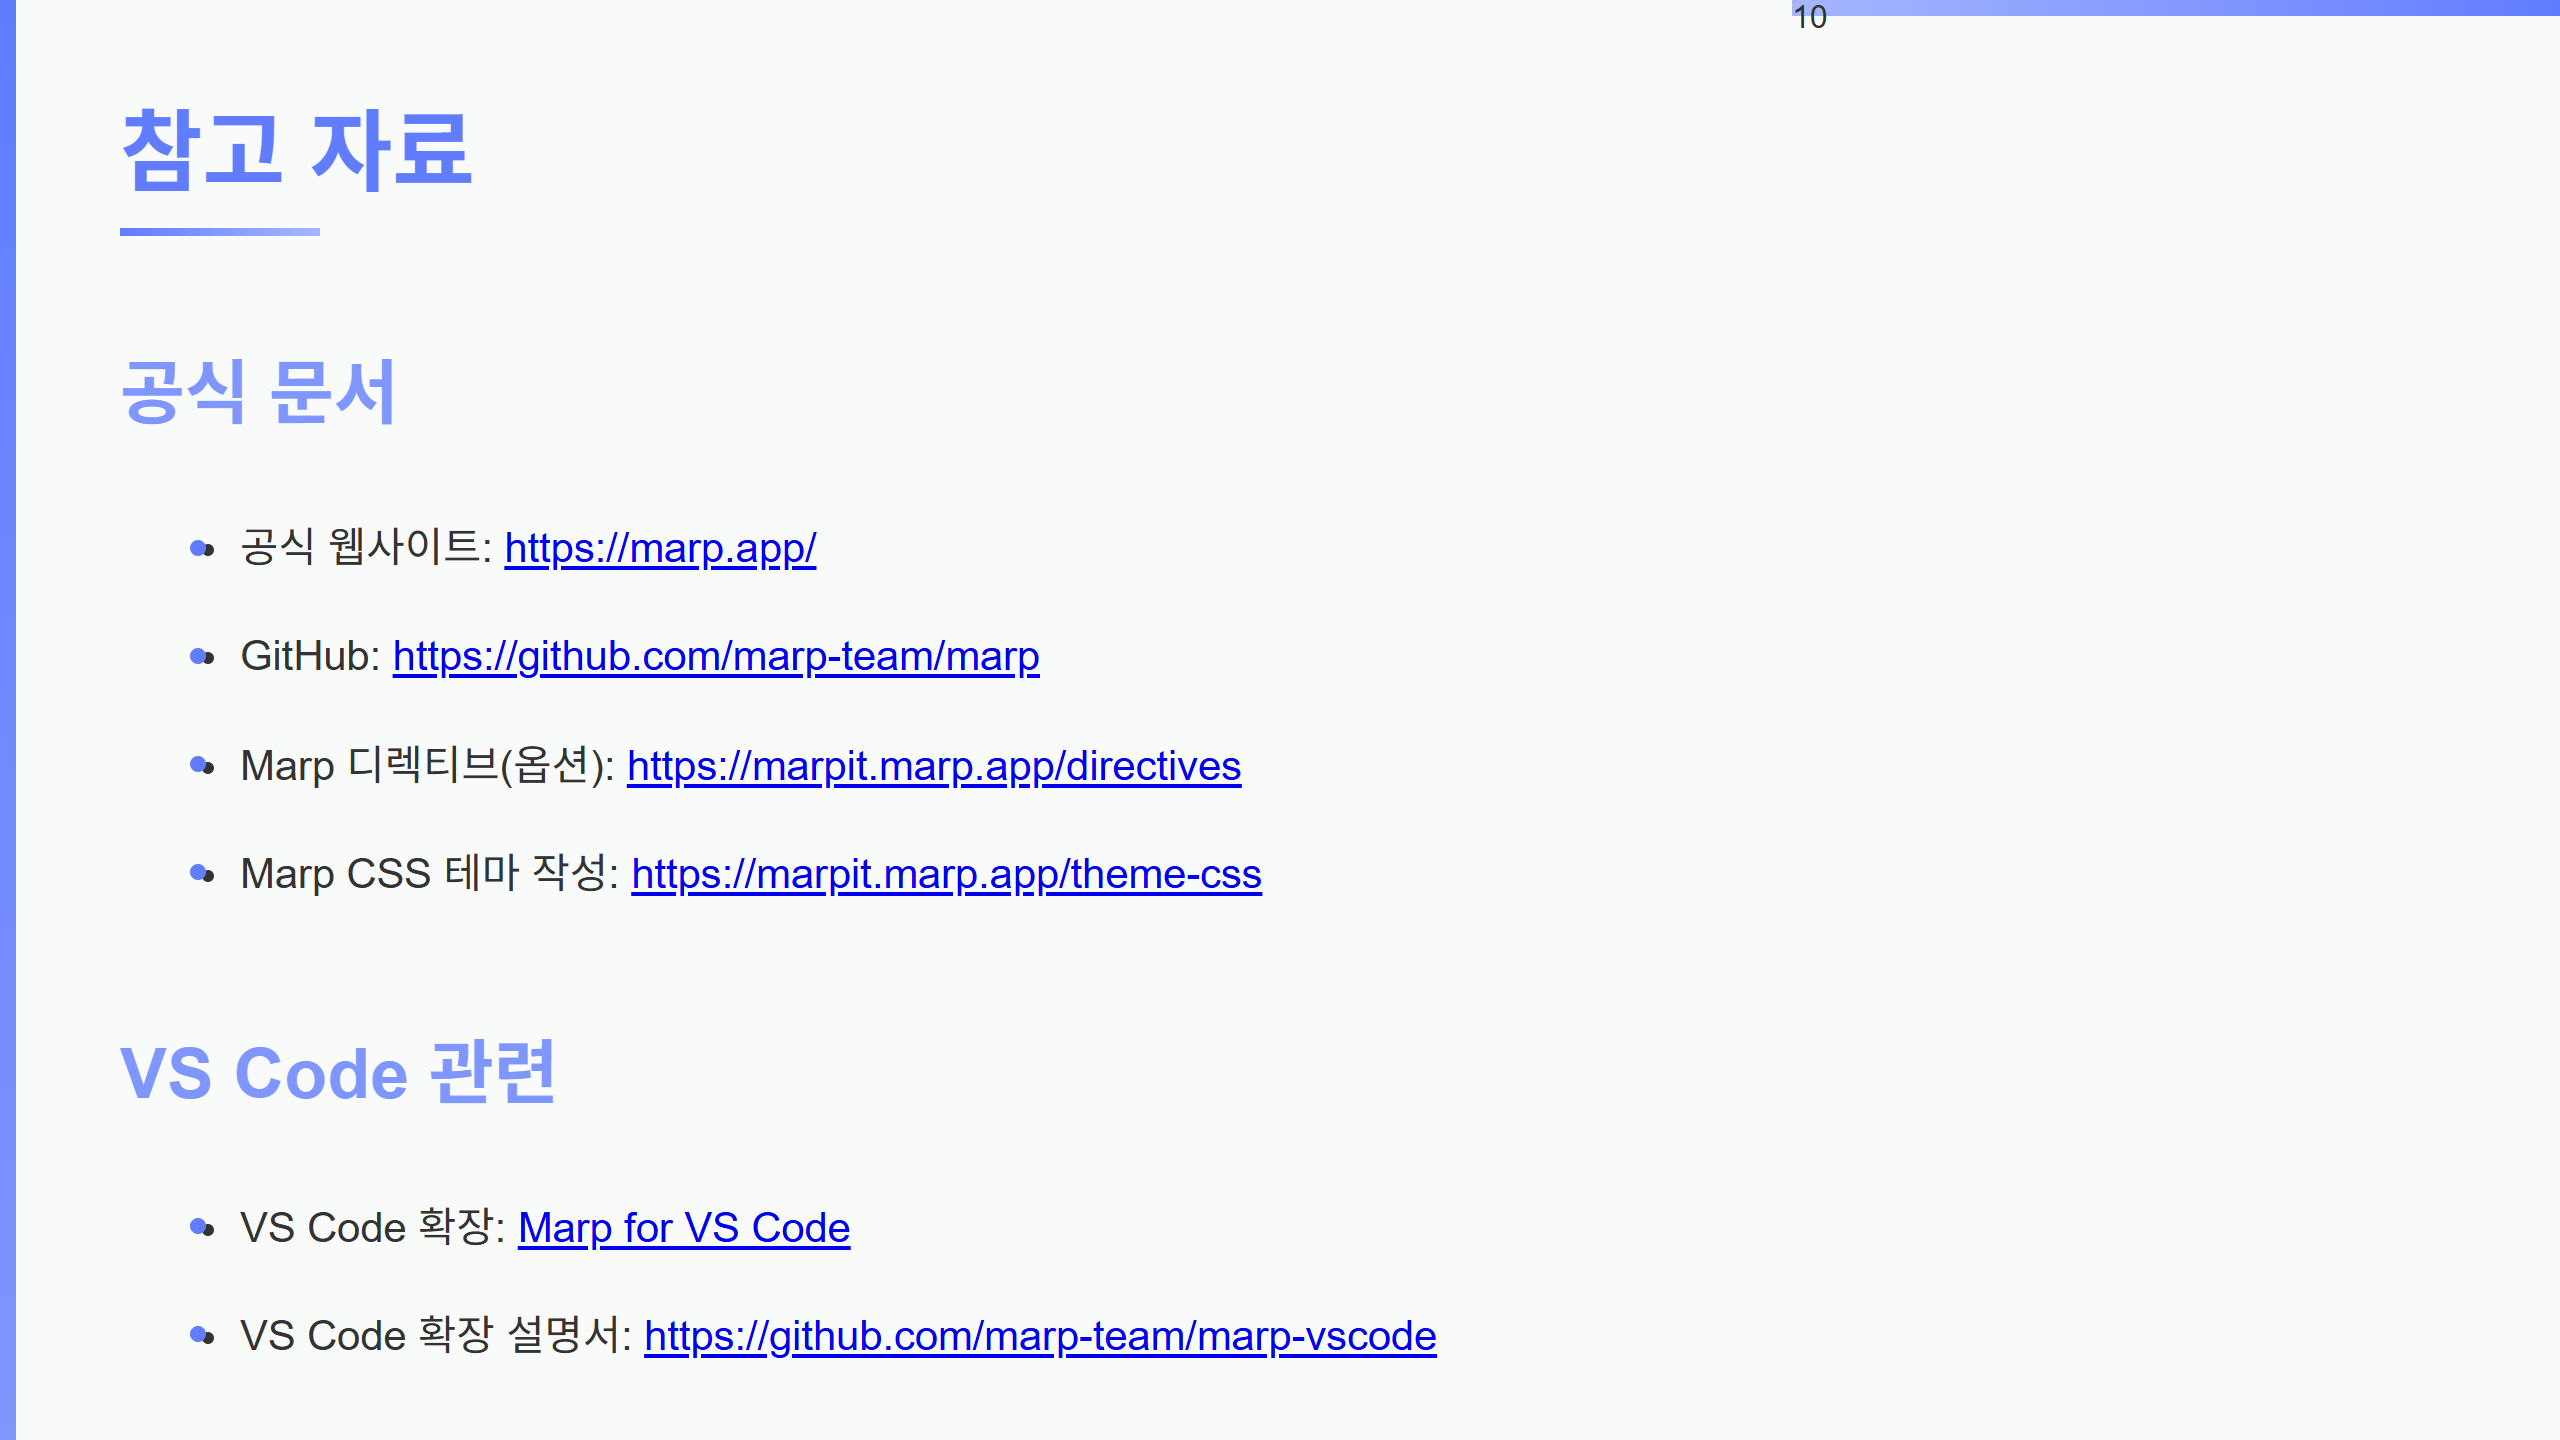 10
참고 자료
공식 문서
공식 웹사이트: https://marp.app/
GitHub: https://github.com/marp-team/marp
Marp 디렉티브(옵션): https://marpit.marp.app/directives
Marp CSS 테마 작성: https://marpit.marp.app/theme-css
VS Code 관련
VS Code 확장: Marp for VS Code
VS Code 확장 설명서: https://github.com/marp-team/marp-vscode